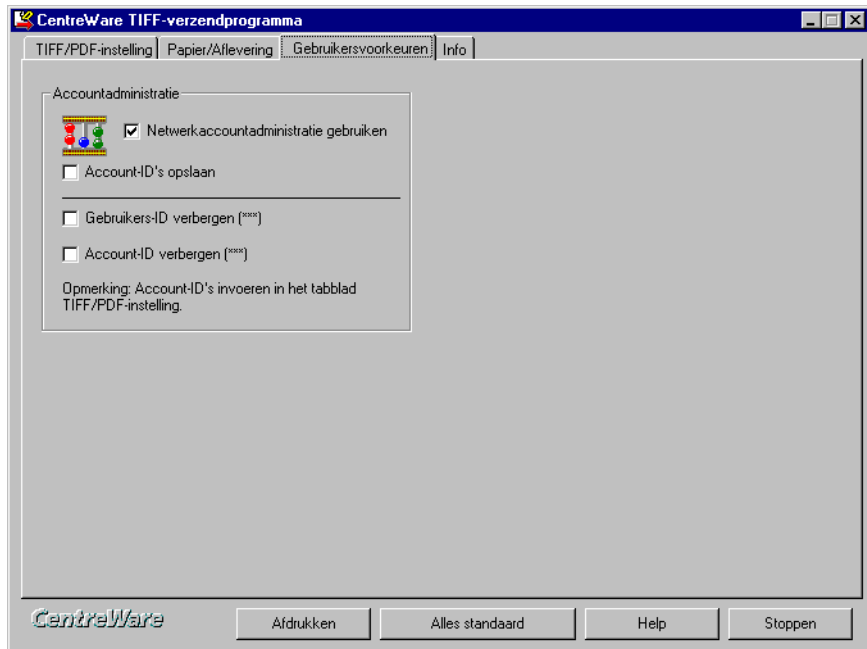 CentreWare TIFF-verzendprogramma
TIFF/PDF-instelling Papier/Aflevering Gebruikersvoorkeuren Info
Accountadministratie
Netwerkaccountadministratie gebruiken
Account-ID's opslaan
Gebruikers-ID verbergen (***)
Account-ID verbergen (***)
Opmerking: Account-ID's invoeren in het tabblad
TIFF/PDF-instelling.
CentreWare Afdrukken Alles standaard Help Stoppen